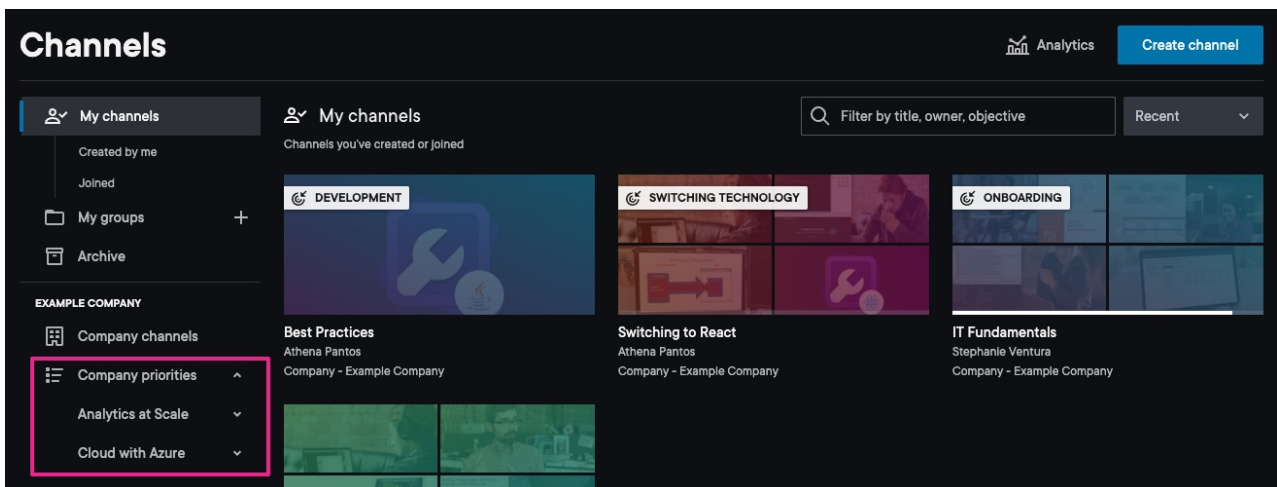 Channels
Analytics
Create channel
My channels
Created by me
Joined
My groups
Archive
EXAMPLE COMPANY
Company channels
Company priorities
Analytics at Scale
Cloud with Azure
My channels
Channels you've created or joined
Filter by title, owner, objective
Recent
DEVELOPMENT
Best Practices
Athena Pantos
Company - Example Company
SWITCHING TECHNOLOGY
Switching to React
Athena Pantos
Company - Example Company
ONBOARDING
IT Fundamentals
Stephanie Ventura
Company - Example Company